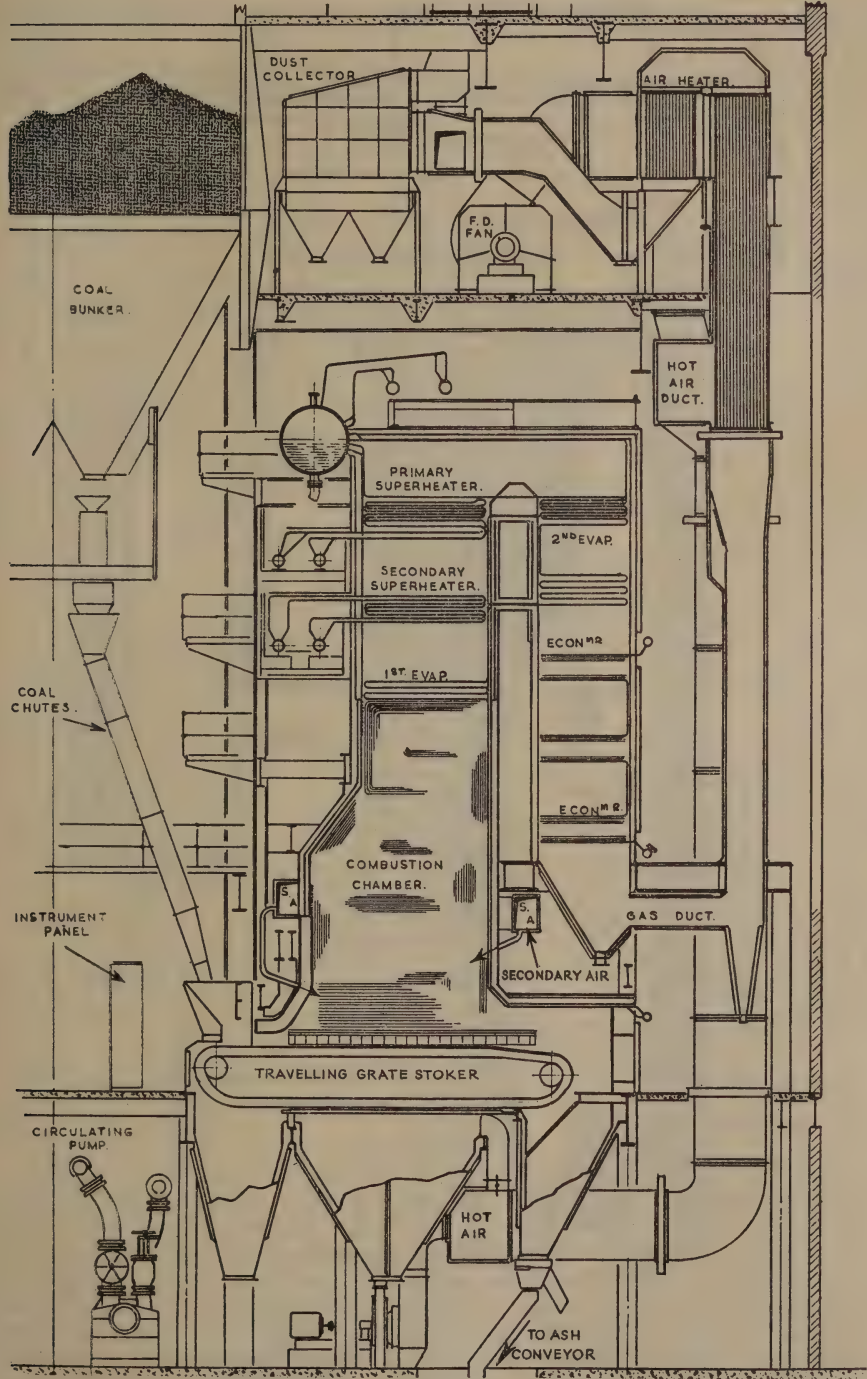 DUST
COLLECTOR
AIR HEATER.
F.D.
FAN
COAL
BUNKER.
HOT
AIR
DUCT.
PRIMARY
SUPERHEATER.
2ND EVAP.
SECONDARY
SUPERHEATER.
ECONMR
1ST. EVAP.
COAL
CHUTES.
ECONMR.
COMBUSTION
CHAMBER.
S.
A
S.
A
GAS DUCT.
INSTRUMENT
PANEL
SECONDARY AIR
TRAVELLING GRATE STOKER
CIRCULATING
PUMP.
HOT
AIR
TO ASH
CONVEYOR